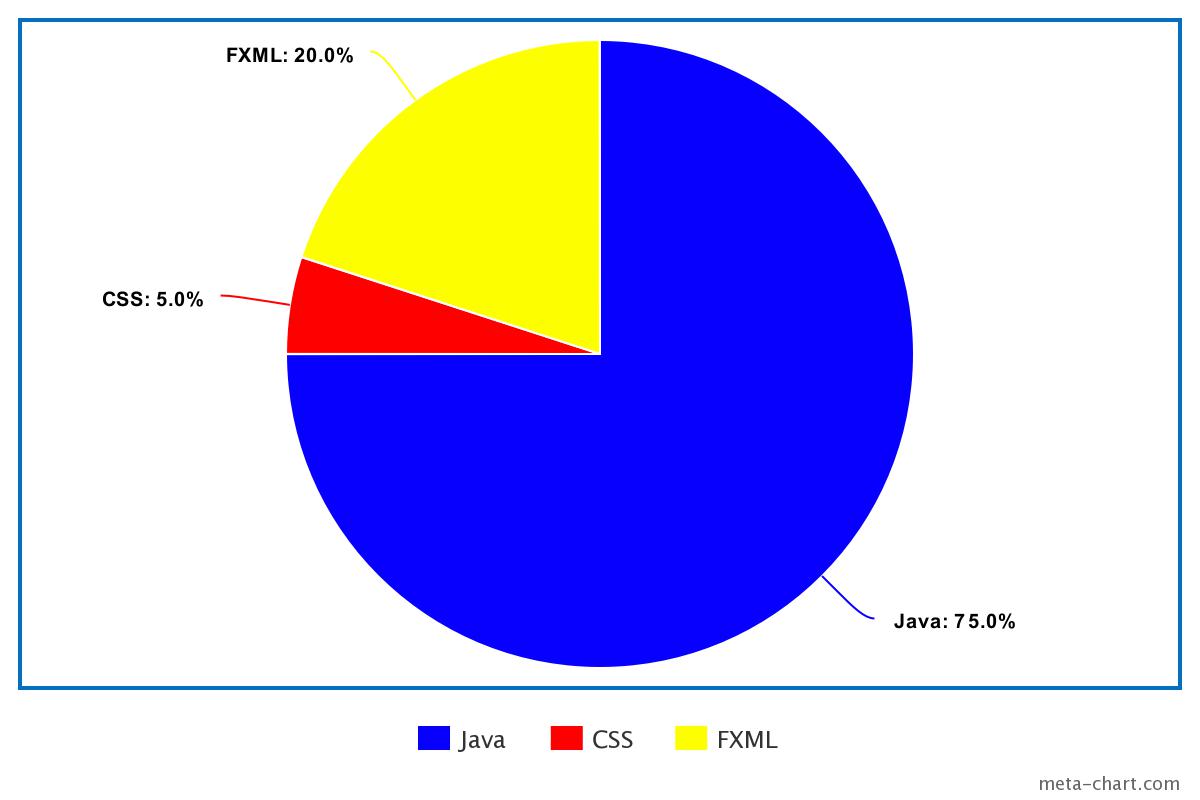 FXML: 20.0%
CSS: 5.0%
Java: 75.0%
Java
CSS
FXML
meta-chart.com